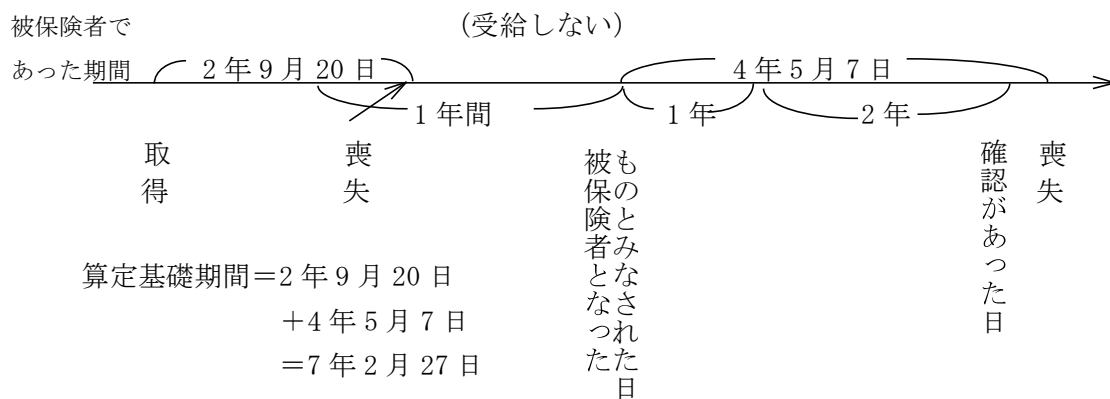 被保険者で
(受給しない)
あった期間
2年9月20日
4年5月7日
1年間
1年
2年
取得
喪失
被保険者となった
ものとみなされた日
確認があった日
喪失
算定基礎期間＝2年9月20日
＋4年5月7日
＝7年2月27日